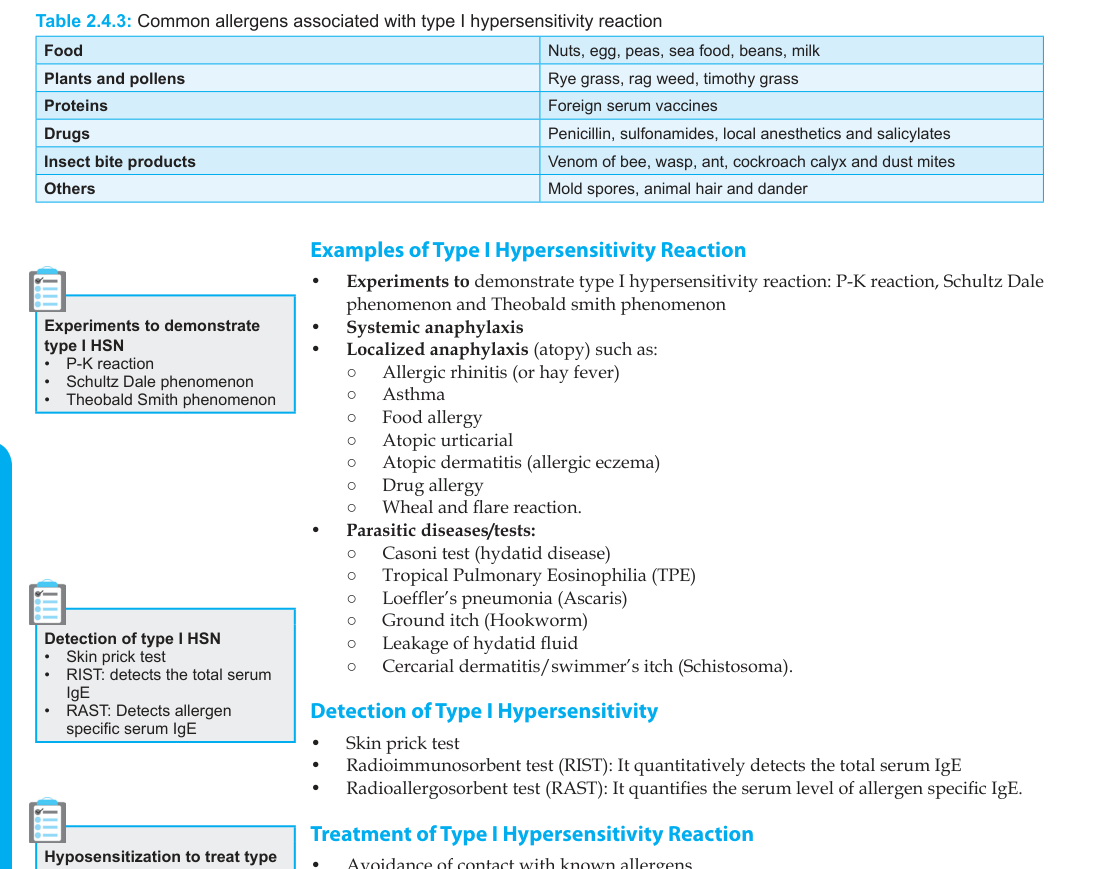 Table 2.4.3: Common allergens associated with type I hypersensitivity reaction
Food Nuts, egg, peas, sea food, beans, milk
Plants and pollens Rye grass, rag weed, timothy grass
Proteins Foreign serum vaccines
Drugs Penicillin, sulfonamides, local anesthetics and salicylates
Insect bite products Venom of bee, wasp, ant, cockroach calyx and dust mites
Others Mold spores, animal hair and dander
Experiments to demonstrate
type I HSN
• P-K reaction
• Schultz Dale phenomenon
• Theobald Smith phenomenon
Detection of type I HSN
• Skin prick test
• RIST: detects the total serum
IgE
• RAST: Detects allergen
specific serum IgE
Hyposensitization to treat type
Examples of Type I Hypersensitivity Reaction
• Experiments to demonstrate type I hypersensitivity reaction: P-K reaction, Schultz Dale
phenomenon and Theobald smith phenomenon
• Systemic anaphylaxis
• Localized anaphylaxis (atopy) such as:
○ Allergic rhinitis (or hay fever)
○ Asthma
○ Food allergy
○ Atopic urticarial
○ Atopic dermatitis (allergic eczema)
○ Drug allergy
○ Wheal and flare reaction.
• Parasitic diseases/tests:
○ Casoni test (hydatid disease)
○ Tropical Pulmonary Eosinophilia (TPE)
○ Loeffler's pneumonia (Ascaris)
○ Ground itch (Hookworm)
○ Leakage of hydatid fluid
○ Cercarial dermatitis/swimmer's itch (Schistosoma).
Detection of Type I Hypersensitivity
• Skin prick test
• Radioimmunosorbent test (RIST): It quantitatively detects the total serum IgE
• Radioallergosorbent test (RAST): It quantifies the serum level of allergen specific IgE.
Treatment of Type I Hypersensitivity Reaction
• Avoidance of contact with known allergens